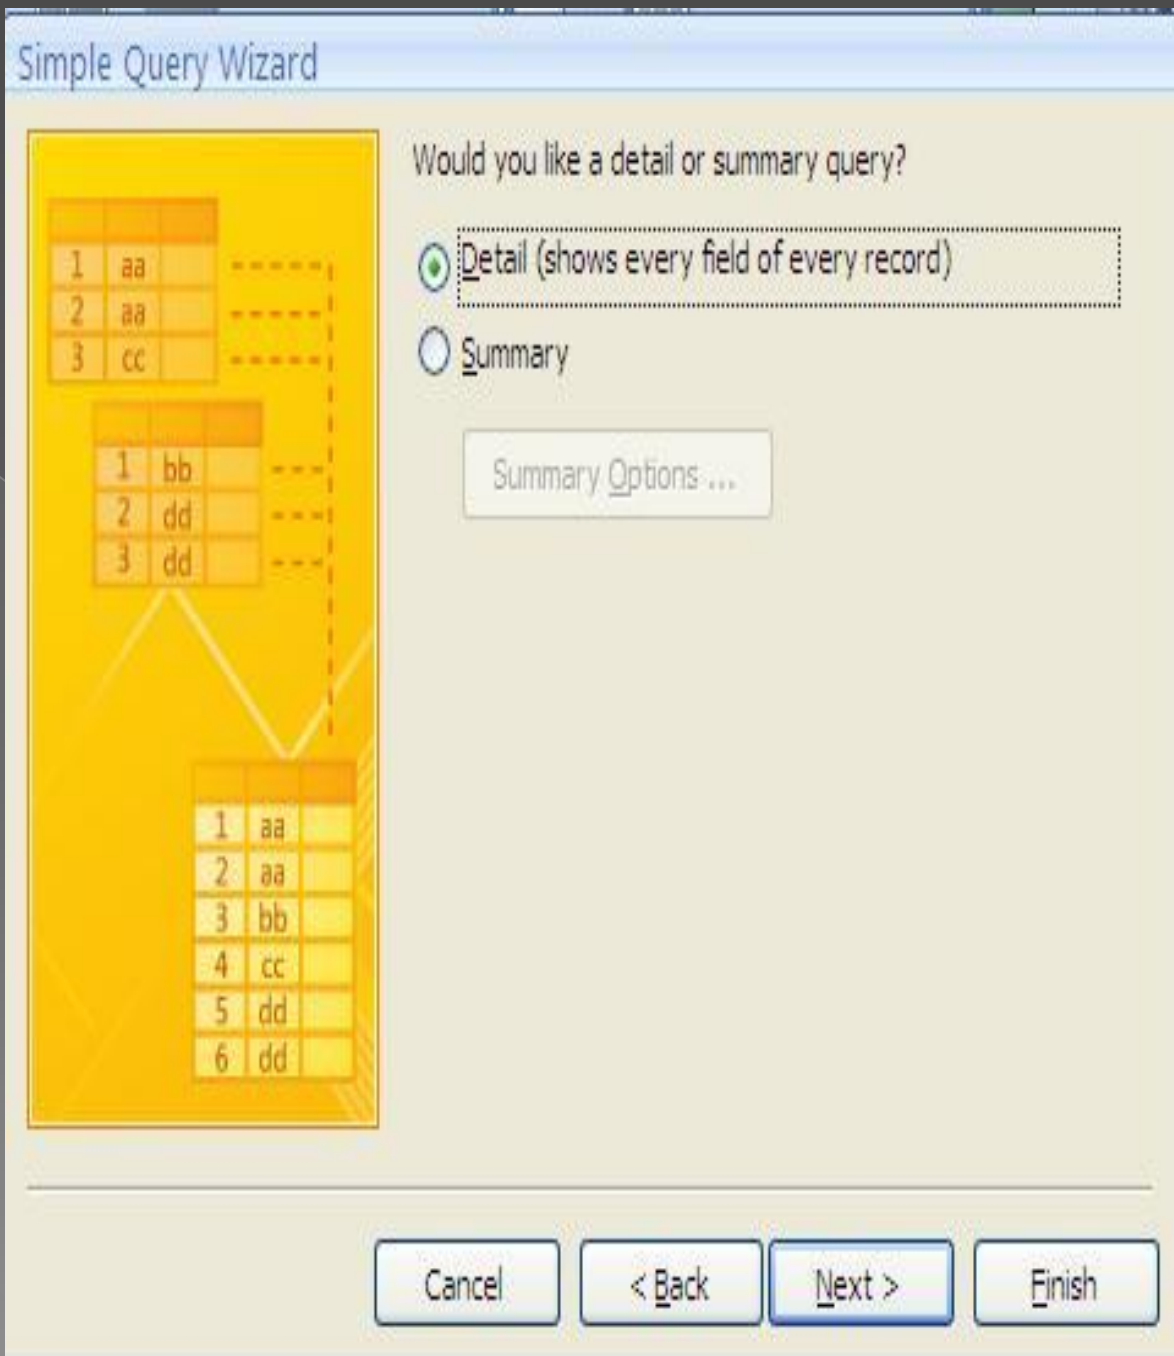 Simple Query Wizard
Would you like a detail or summary query?
Detail (shows every field of every record)
Summary
Summary Options ...
1 aa
2 aa
3 cc
1 bb
2 dd
3 dd
1 aa
2 aa
3 bb
4 cc
5 dd
6 dd
Cancel
< Back
Next >
Finish